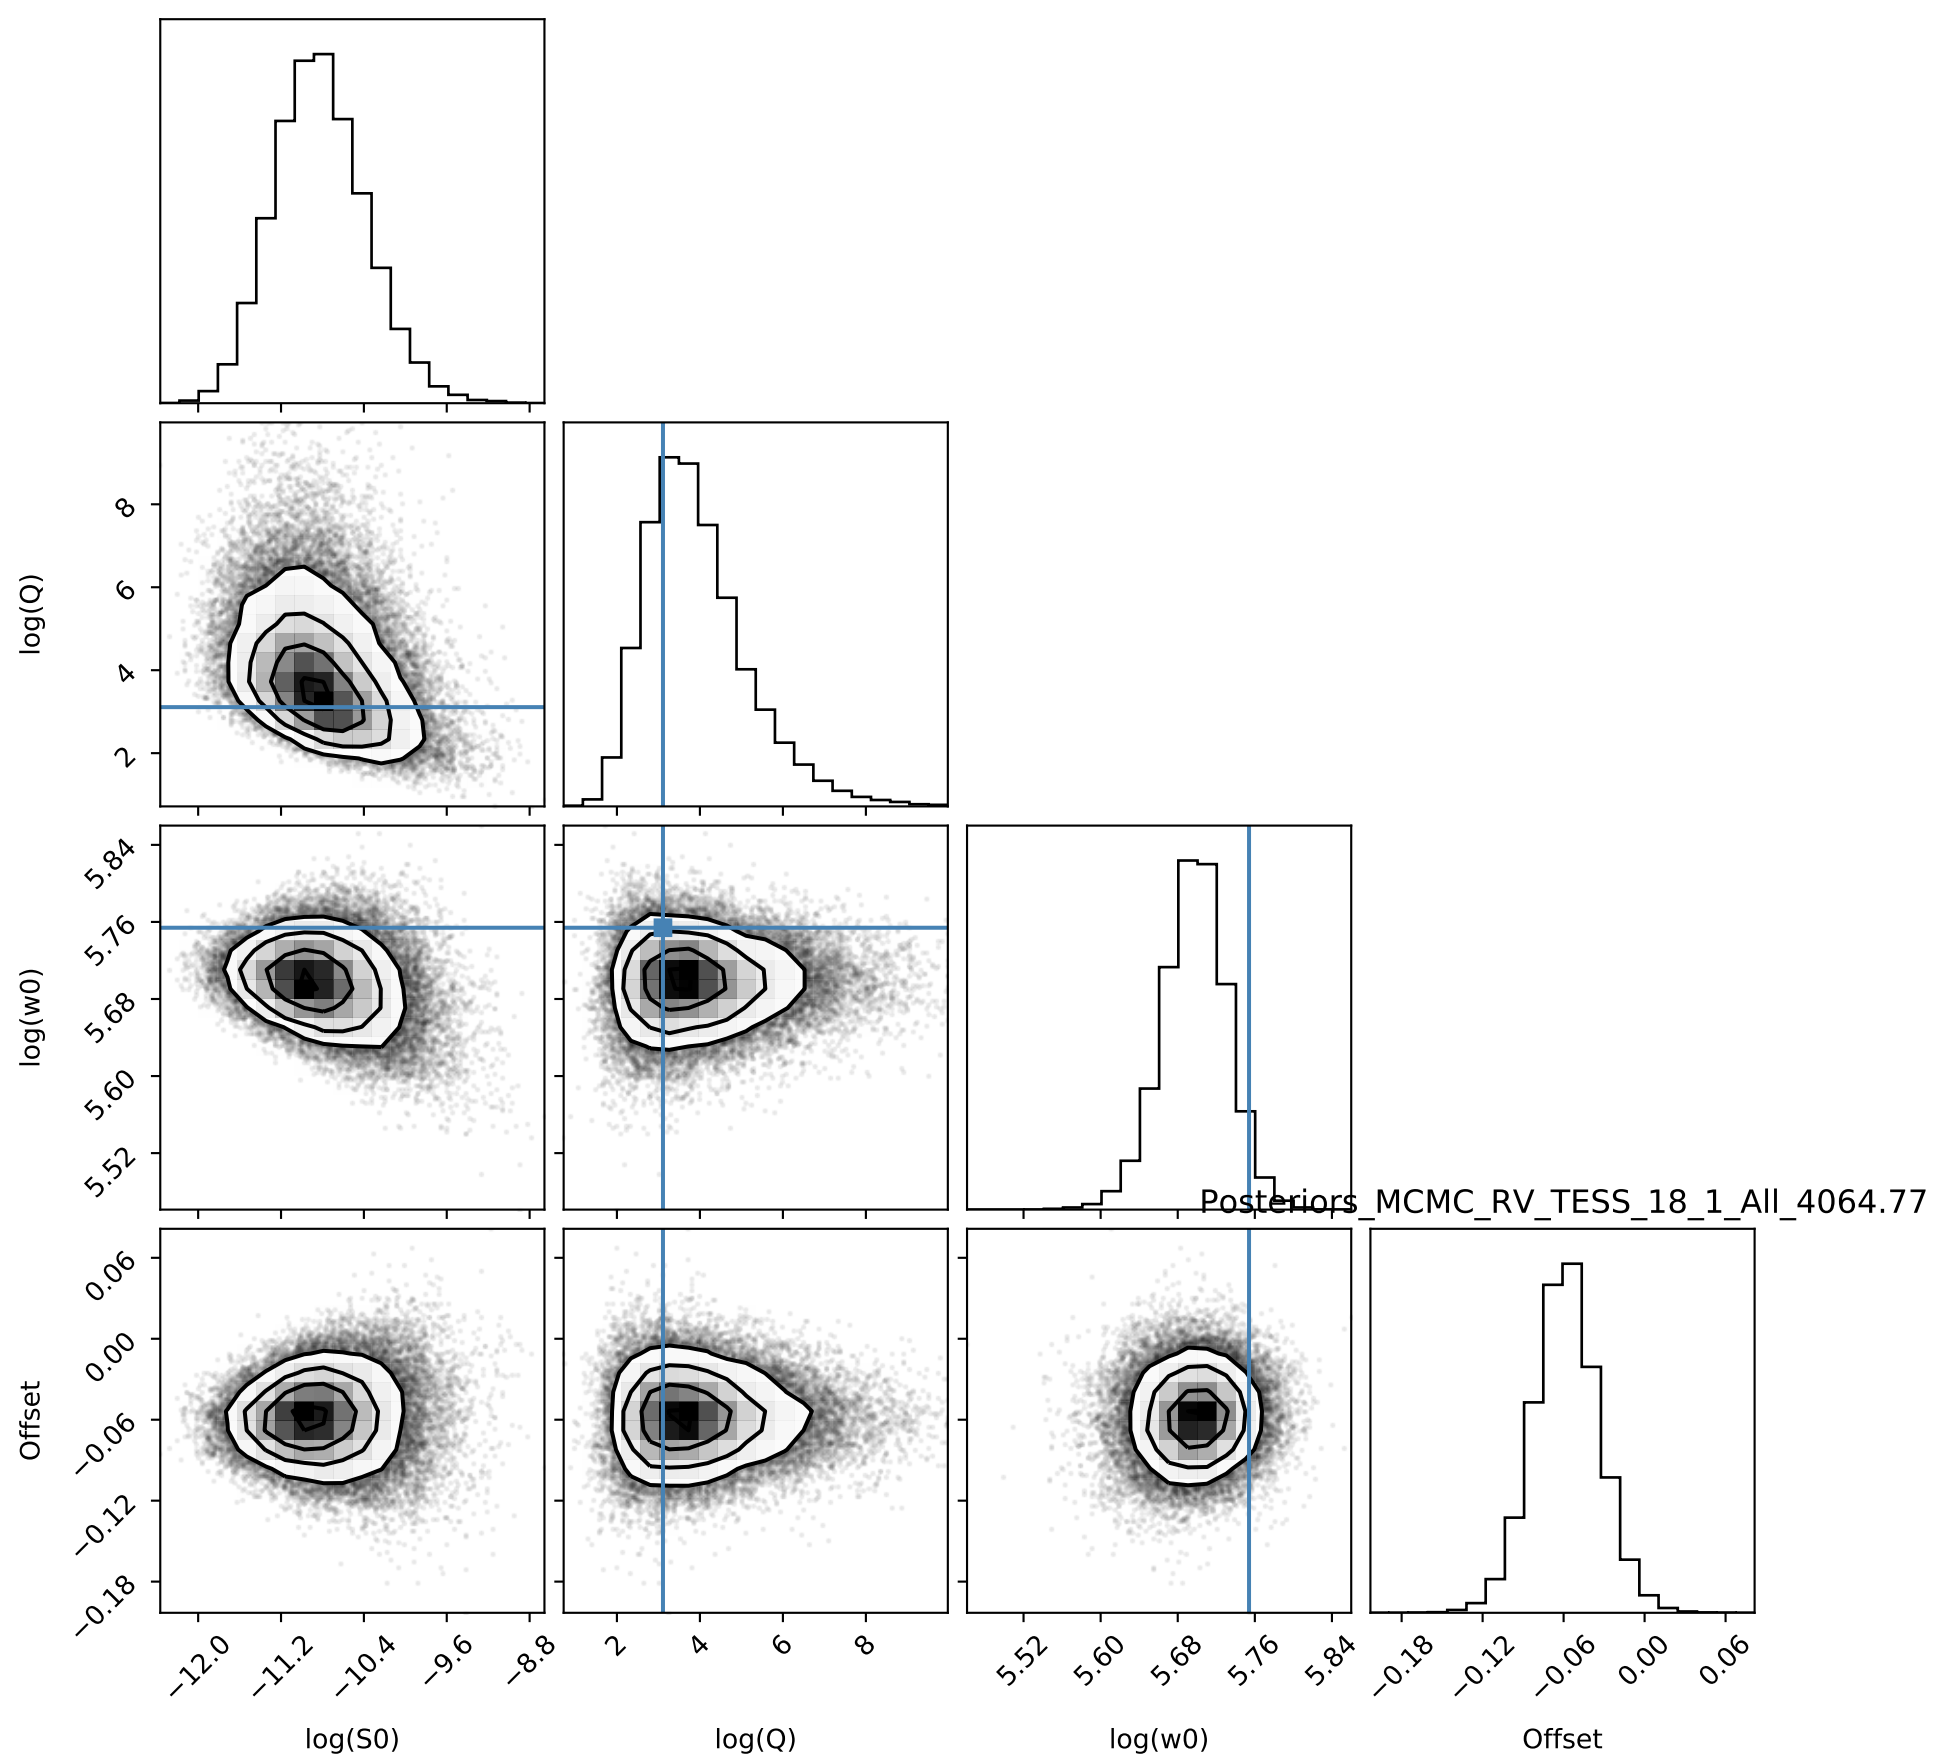 8
6
4
2
log(Q)
5.84
5.76
5.68
5.60
5.52
log(w0)
Posteriors_MCMC_RV_TESS_18_1_All_4064.77
0.06
0.00
−0.06
−0.12
−0.18
Offset
−12.0 −11.2 −10.4 −9.6 −8.8 2 4 6 8 5.52 5.60 5.68 5.76 5.84 −0.18 −0.12 −0.06 0.00 0.06
log(S0) log(Q) log(w0) Offset